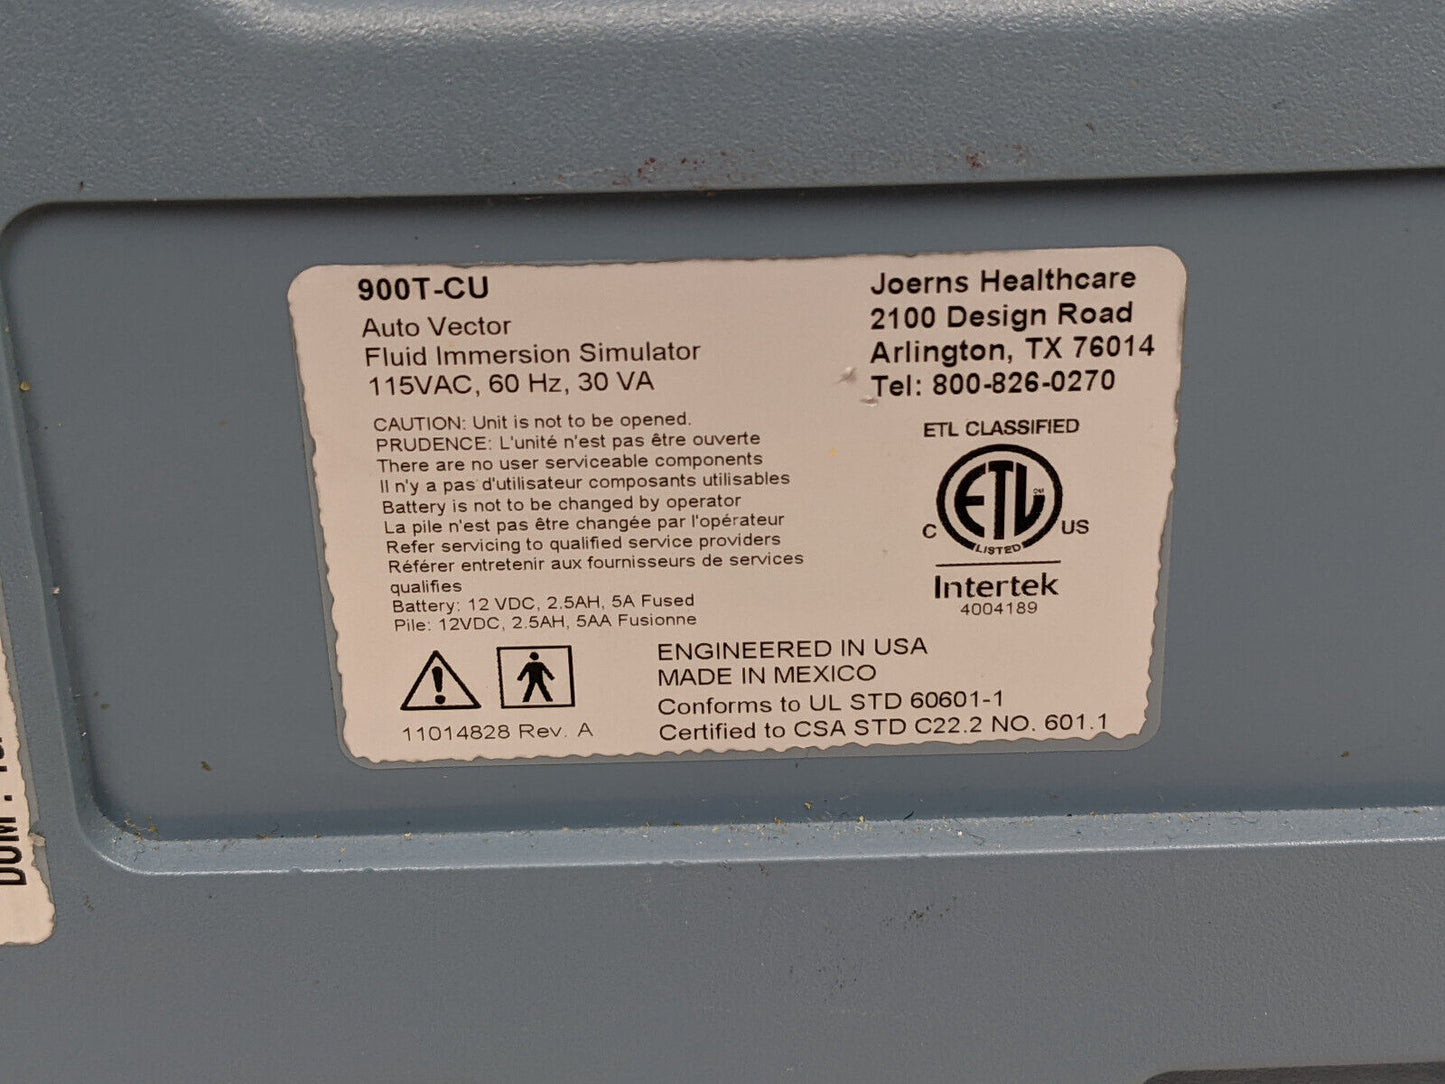 900T-CU
Auto Vector
Fluid Immersion Simulator
115VAC, 60 Hz, 30 VA
CAUTION: Unit is not to be opened.
PRUDENCE: L'unité n'est pas être ouverte
There are no user serviceable components
Il n'y a pas d'utilisateur composants utilisables
Battery is not to be changed by operator
La pile n'est pas être changée par l'opérateur
Refer servicing to qualified service providers
Référer entretenir aux fournisseurs de services
qualifies
Battery: 12 VDC, 2.5AH, 5A Fused
Pile: 12VDC, 2.5AH, 5AA Fusionne
11014828 Rev. A
Joerns Healthcare
2100 Design Road
Arlington, TX 76014
Tel: 800-826-0270
ETL CLASSIFIED
ETL
C US
LISTED
Intertek
4004189
ENGINEERED IN USA
MADE IN MEXICO
Conforms to UL STD 60601-1
Certified to CSA STD C22.2 NO. 601.1
DOM: